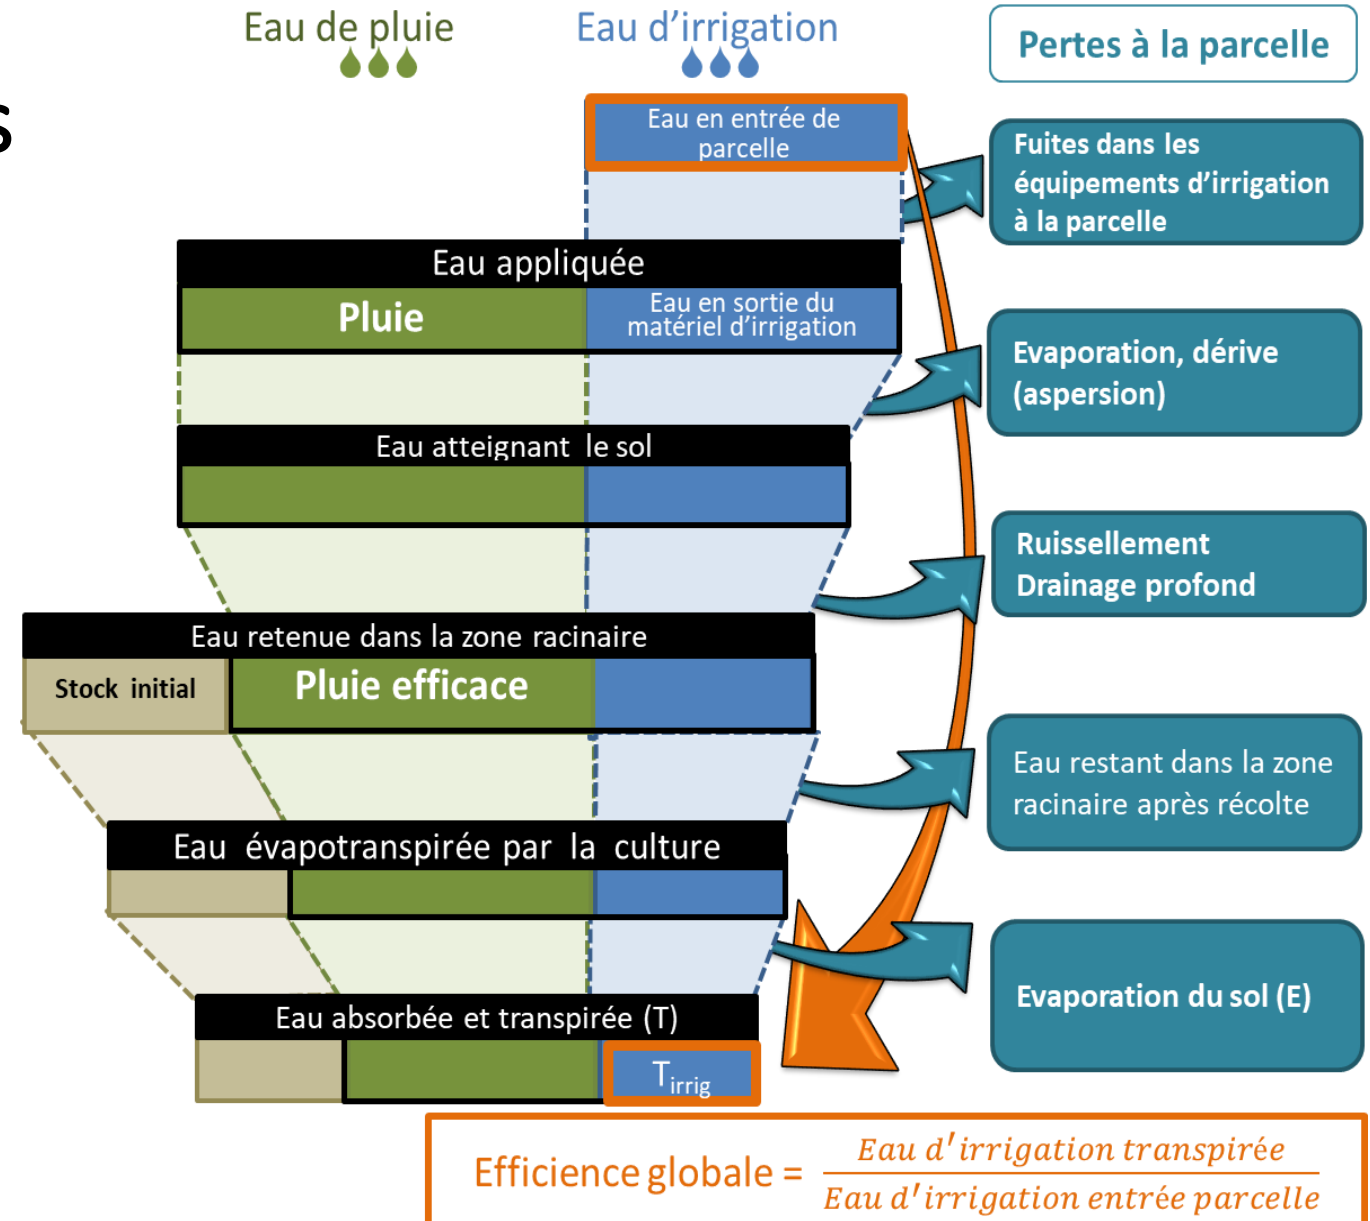 Eau de pluie
Eau d'irrigation
Pertes à la parcelle
s
Eau en entrée de
parcelle
Fuites dans les
équipements d'irrigation
à la parcelle
Eau appliquée
Pluie
Eau en sortie du
matériel d'irrigation
Evaporation, dérive
(aspersion)
Eau atteignant le sol
Ruissellement
Drainage profond
Eau retenue dans la zone racinaire
Stock initial
Pluie efficace
Eau restant dans la zone
racinaire après récolte
Eau évapotranspirée par la culture
Evaporation du sol (E)
Eau absorbée et transpirée (T)
Tirrig
Efficience globale = Eau d'irrigation transpirée
Eau d'irrigation entrée parcelle